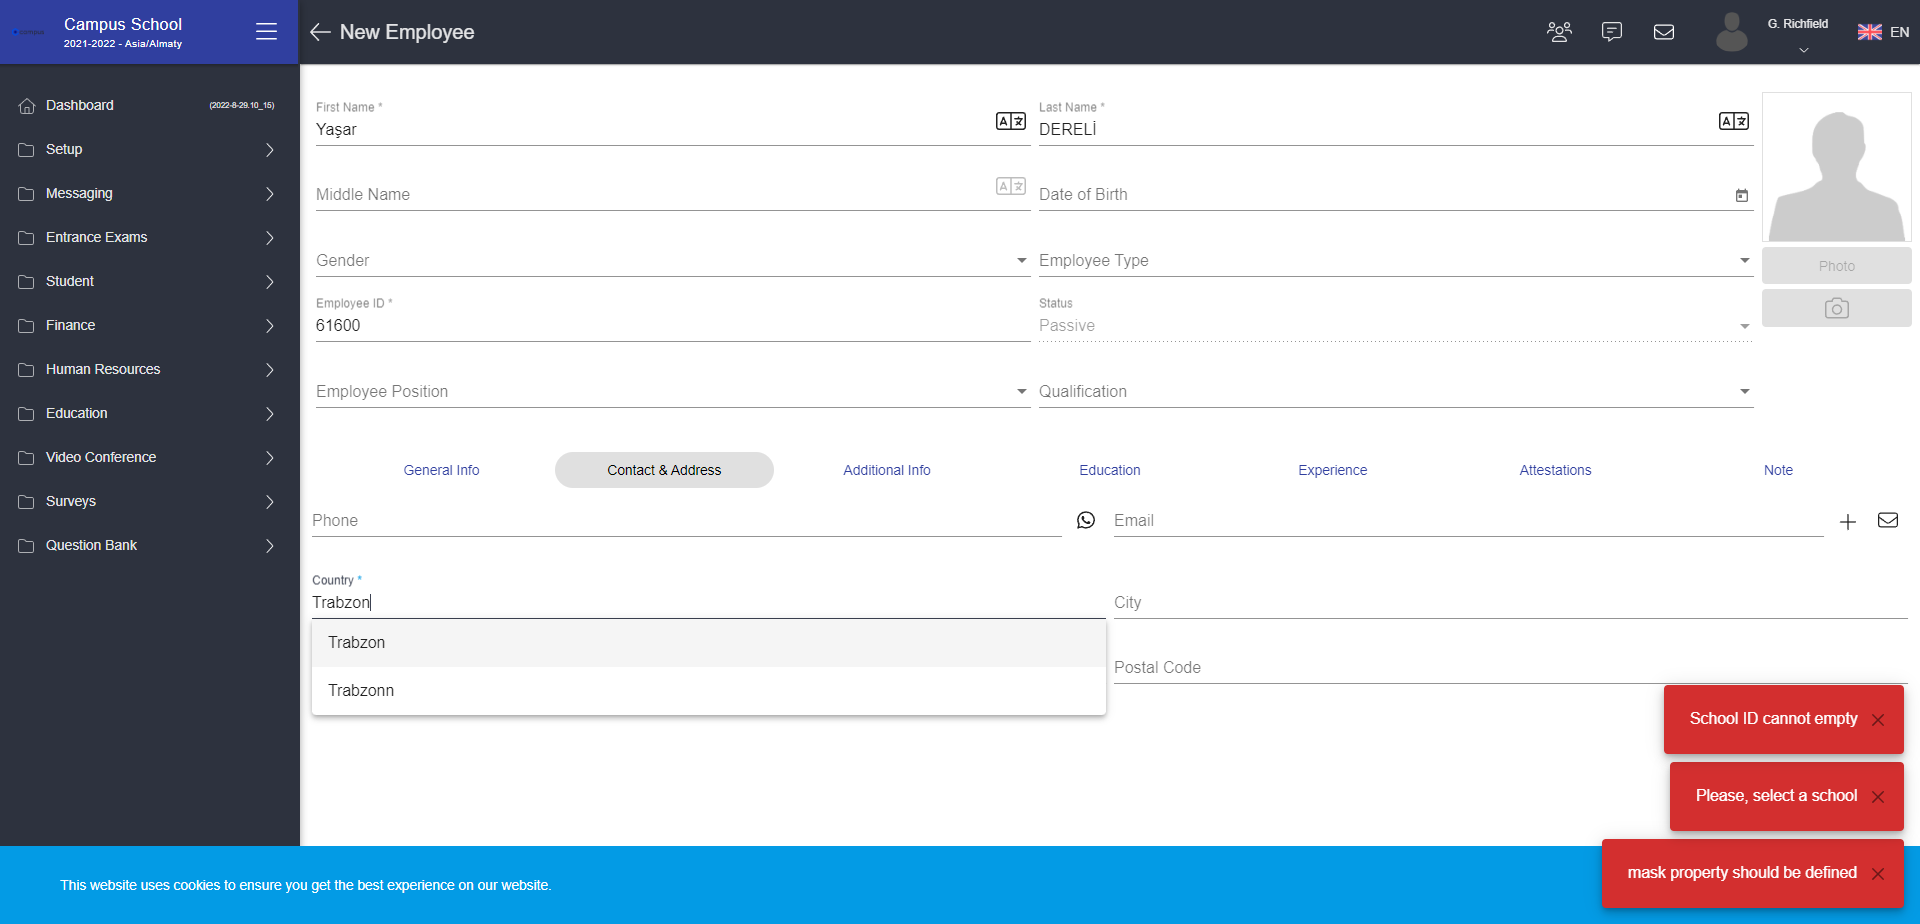 Campus School
2021-2022 - Asia/Almaty
New Employee
G. Richfield
EN
Dashboard
(2022-8-29.10_15)
Setup
Messaging
Entrance Exams
Student
Finance
Human Resources
Education
Video Conference
Surveys
Question Bank
First Name *
Yaşar
Last Name *
DERELİ
Middle Name
Date of Birth
Gender
Employee Type
Photo
Employee ID *
61600
Status
Passive
Employee Position
Qualification
General Info
Contact & Address
Additional Info
Education
Experience
Attestations
Note
Phone
Email
Country *
Trabzon
City
Trabzon
Trabzonn
Postal Code
School ID cannot empty
Please, select a school
mask property should be defined
This website uses cookies to ensure you get the best experience on our website.